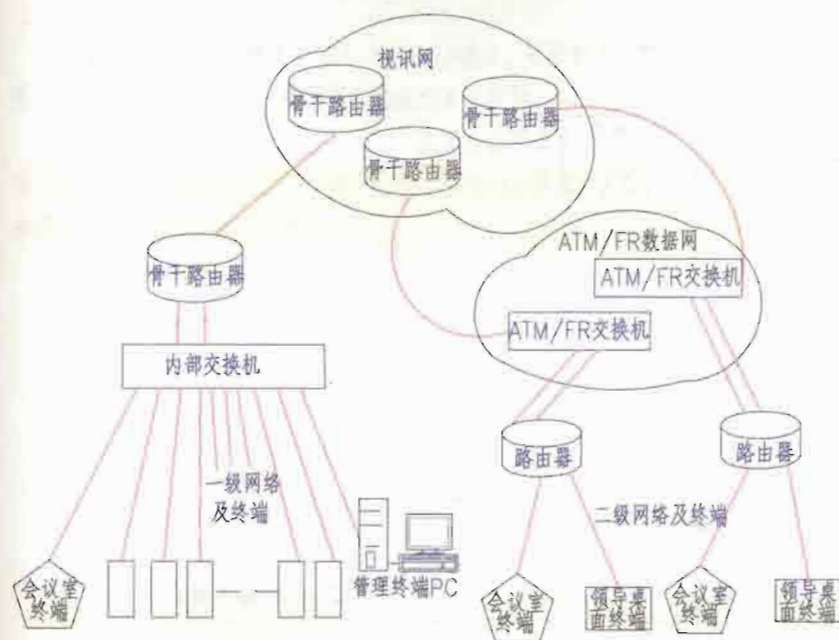 视讯网
骨干路由器
骨干路由器
骨干路由器
ATM/FR数据网
骨干路由器
ATM/FR交换机
ATM/FR交换机
内部交换机
路由器
路由器
一级网络
及终端
二级网络及终端
管理终端PC
会议室
终端
会议室
终端
领导桌
面终端
会议室
终端
领导桌
面终端